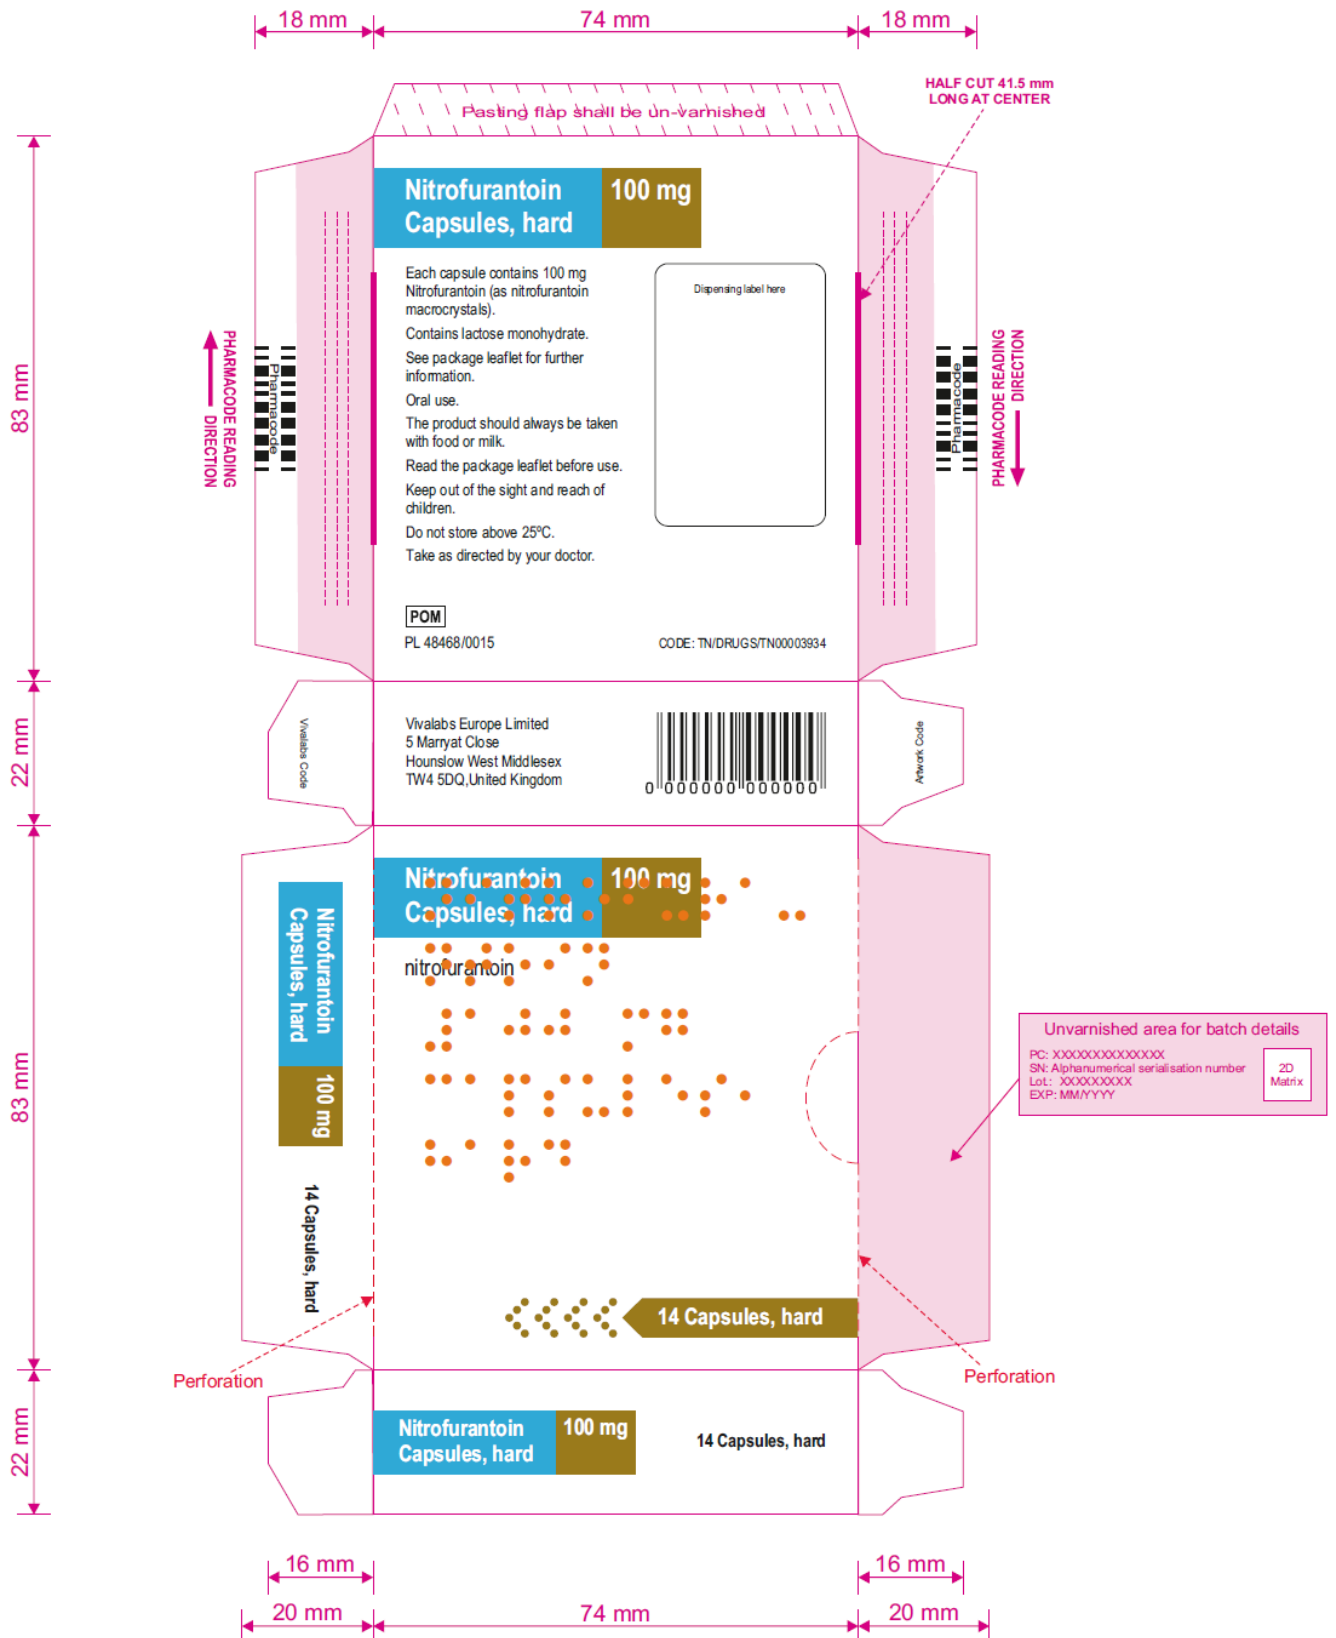 18 mm
74 mm
18 mm
HALF CUT 41.5 mm
LONG AT CENTER
Pasting flap shall be un-varnished
83 mm
Nitrofurantoin
Capsules, hard
100 mg
Each capsule contains 100 mg
Nitrofurantoin (as nitrofurantoin
macrocrystals).
Contains lactose monohydrate.
See package leaflet for further
information.
Oral use.
The product should always be taken
with food or milk.
Read the package leaflet before use.
Keep out of the sight and reach of
children.
Do not store above 25ºC.
Take as directed by your doctor.
Dispensing label here
PHARMACODE READING
DIRECTION
Pharmacode
Pharmacode
PHARMACODE READING
DIRECTION
POM
PL 48468/0015
CODE: TN/DRUGS/TN00003934
22 mm
Vivalabs Code
Vivalabs Europe Limited
5 Marryat Close
Hounslow West Middlesex
TW4 5DQ,United Kingdom
0 000000 000000
Artwork Code
83 mm
Nitrofurantoin
Capsules, hard
100 mg
14 Capsules, hard
Nitrofurantoin
Capsules, hard
100 mg
nitrofurantoin
Unvarnished area for batch details
PC: XXXXXXXXXXXXXX
SN: Alphanumerical serialisation number
Lot.: XXXXXXXXX
EXP: MM/YYYY
2D
Matrix
14 Capsules, hard
Perforation
Perforation
22 mm
Nitrofurantoin
Capsules, hard
100 mg
14 Capsules, hard
16 mm
16 mm
20 mm
74 mm
20 mm